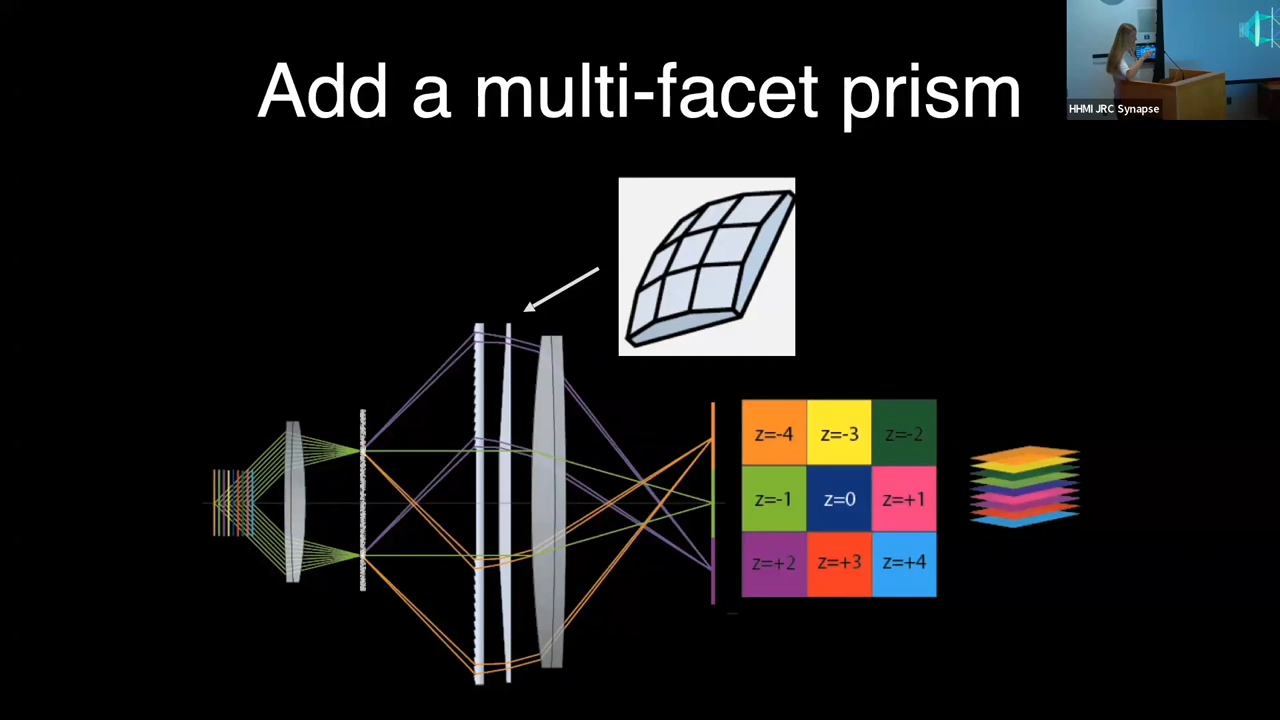 Add a multi-facet prism
HHMI JRC Synapse
z=-4 z=-3 z=-2
z=-1 z=0 z=+1
z=+2 z=+3 z=+4